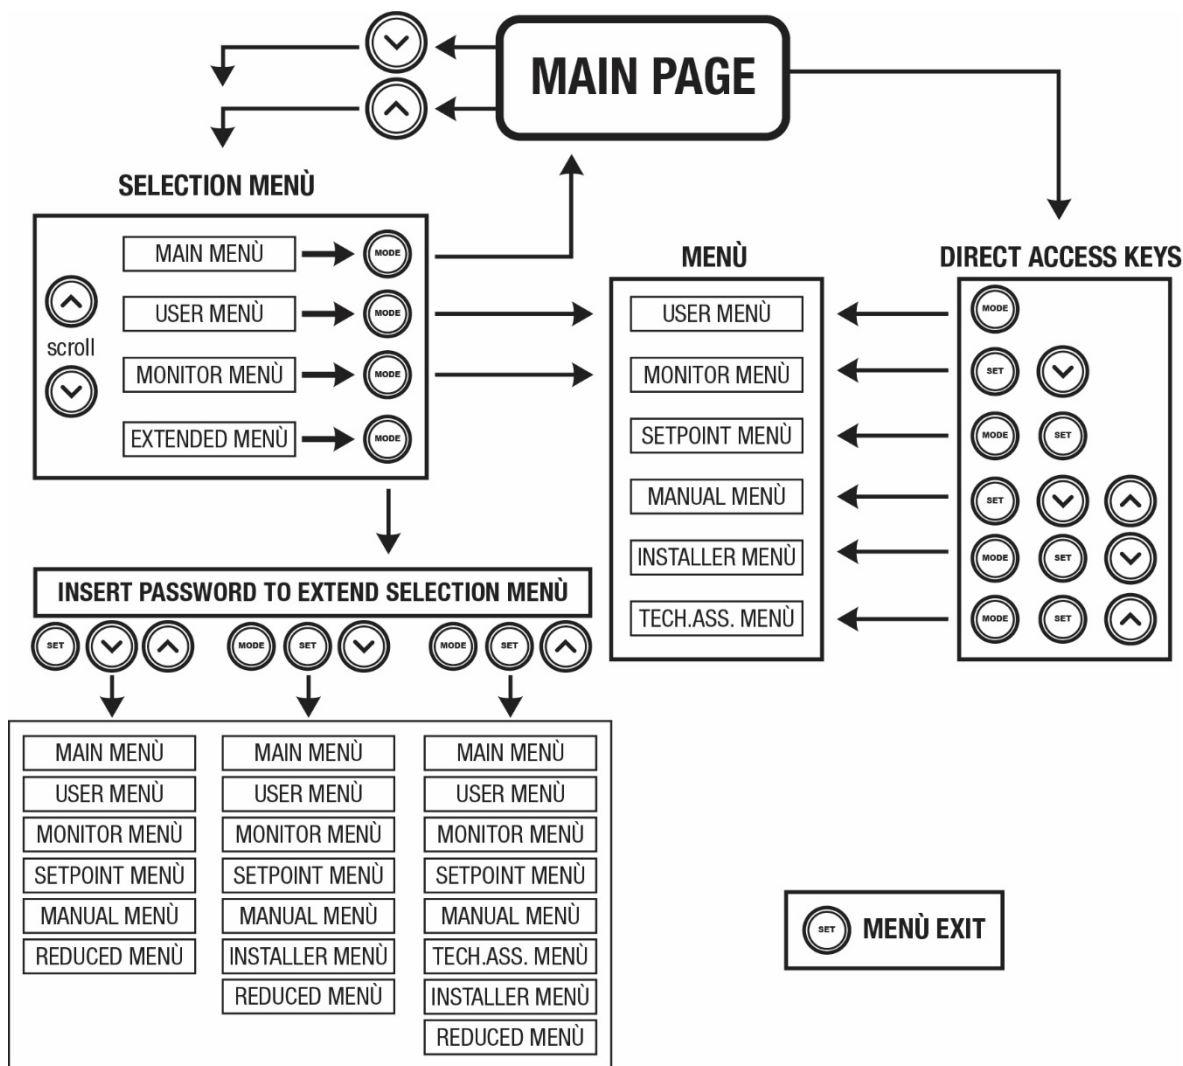 MAIN PAGE
SELECTION MENÙ
MAIN MENÙ MODE
USER MENÙ MODE
scroll
MONITOR MENÙ MODE
EXTENDED MENÙ MODE
MENÙ
USER MENÙ
MONITOR MENÙ
SETPOINT MENÙ
MANUAL MENÙ
INSTALLER MENÙ
TECH.ASS. MENÙ
DIRECT ACCESS KEYS
MODE
SET
MODE SET
SET
MODE SET
MODE SET
INSERT PASSWORD TO EXTEND SELECTION MENÙ
SET
MODE SET
MODE SET
MAIN MENÙ
USER MENÙ
MONITOR MENÙ
SETPOINT MENÙ
MANUAL MENÙ
REDUCED MENÙ
MAIN MENÙ
USER MENÙ
MONITOR MENÙ
SETPOINT MENÙ
MANUAL MENÙ
INSTALLER MENÙ
REDUCED MENÙ
MAIN MENÙ
USER MENÙ
MONITOR MENÙ
SETPOINT MENÙ
MANUAL MENÙ
TECH.ASS. MENÙ
INSTALLER MENÙ
REDUCED MENÙ
SET MENÙ EXIT